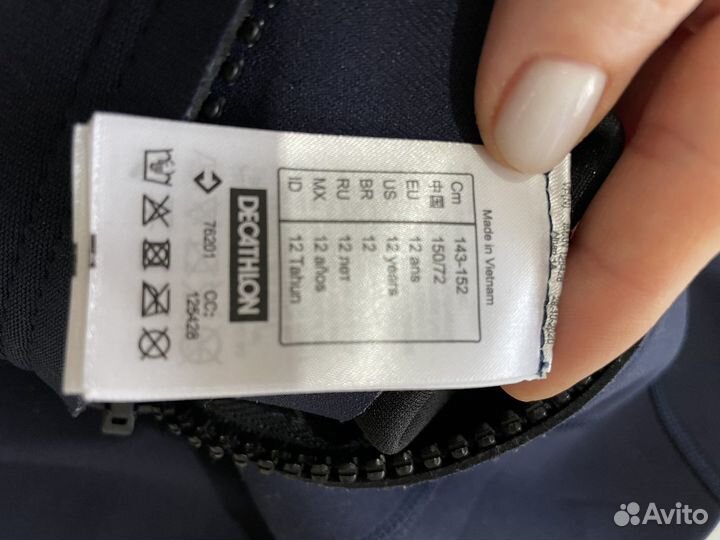 Made in Vietnam
Cm 143-152
中国 150/72
EU 12 ans
US 12 years
BR 12
RU 12 лет
MX 12 años
ID 12 Tahun
DECATHLON
CC:
76201 125428
Avito